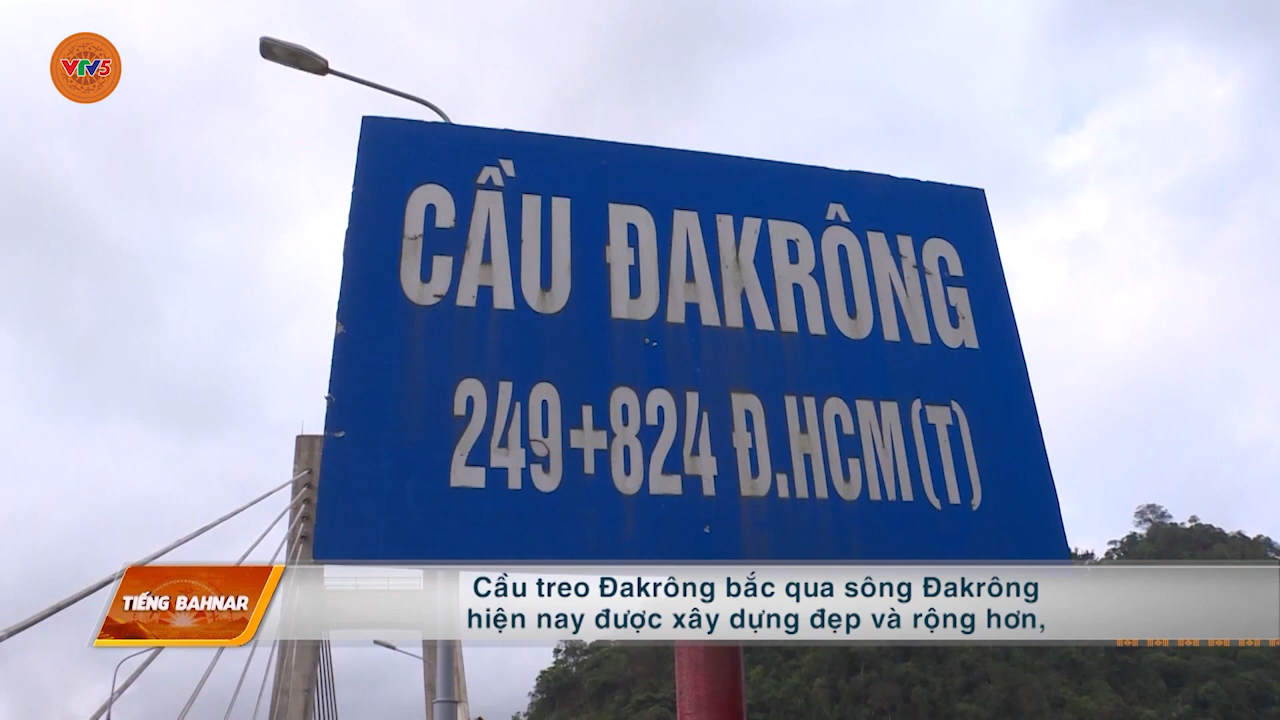 VTV5
CẦU ĐAKRÔNG
249+824 Đ.HCM(T)
TIẾNG BAHNAR
Cầu treo Đakrông bắc qua sông Đakrông
hiện nay được xây dựng đẹp và rộng hơn,